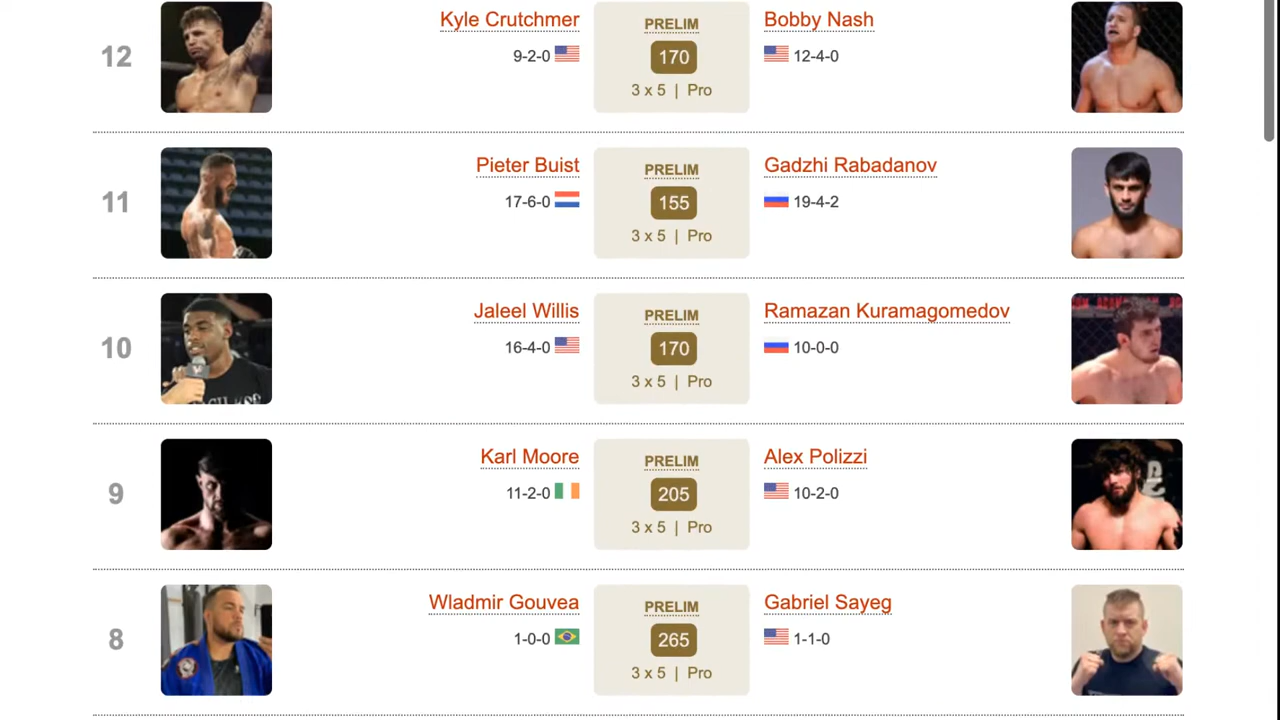 12
Kyle Crutchmer
9-2-0
PRELIM
170
3 x 5 | Pro
Bobby Nash
12-4-0
11
Pieter Buist
17-6-0
PRELIM
155
3 x 5 | Pro
Gadzhi Rabadanov
19-4-2
10
Jaleel Willis
16-4-0
PRELIM
170
3 x 5 | Pro
Ramazan Kuramagomedov
10-0-0
9
Karl Moore
11-2-0
PRELIM
205
3 x 5 | Pro
Alex Polizzi
10-2-0
8
Wladmir Gouvea
1-0-0
PRELIM
265
3 x 5 | Pro
Gabriel Sayeg
1-1-0